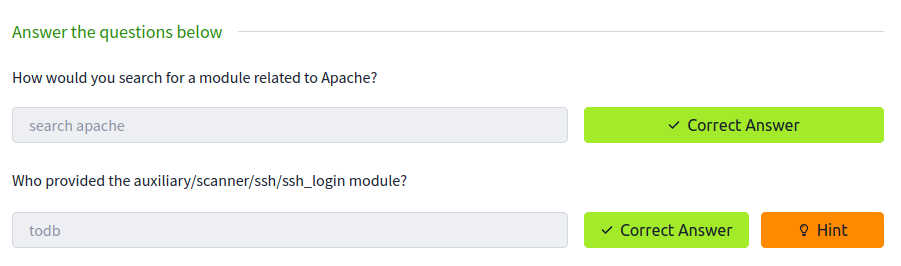 Answer the questions below
How would you search for a module related to Apache?
search apache
Correct Answer
Who provided the auxiliary/scanner/ssh/ssh_login module?
todb
Correct Answer
Hint